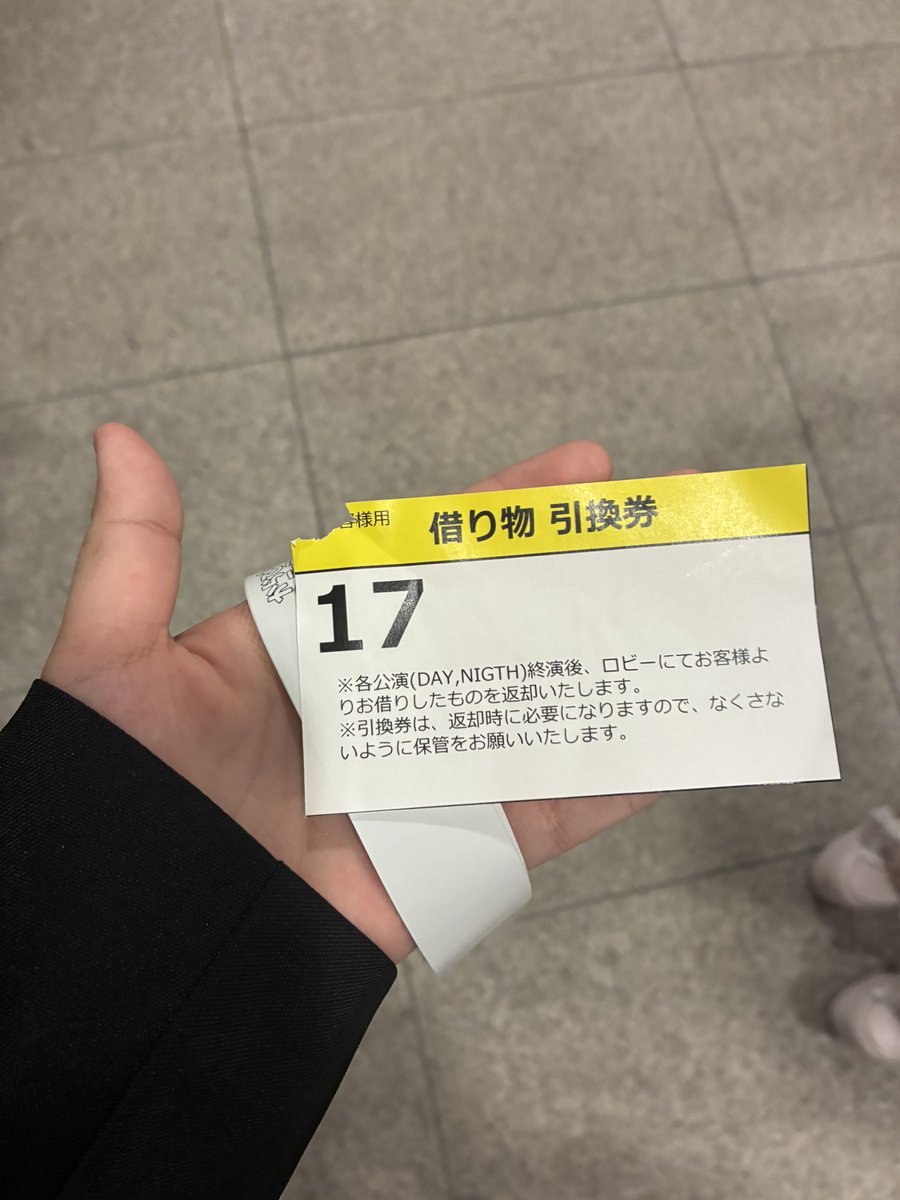 客様用 借り物 引換券
17
※各公演(DAY,NIGTH)終演後、ロビーにてお客様よ
りお借りしたものを返却いたします。
※引換券は、返却時に必要になりますので、なくさな
いように保管をお願いいたします。